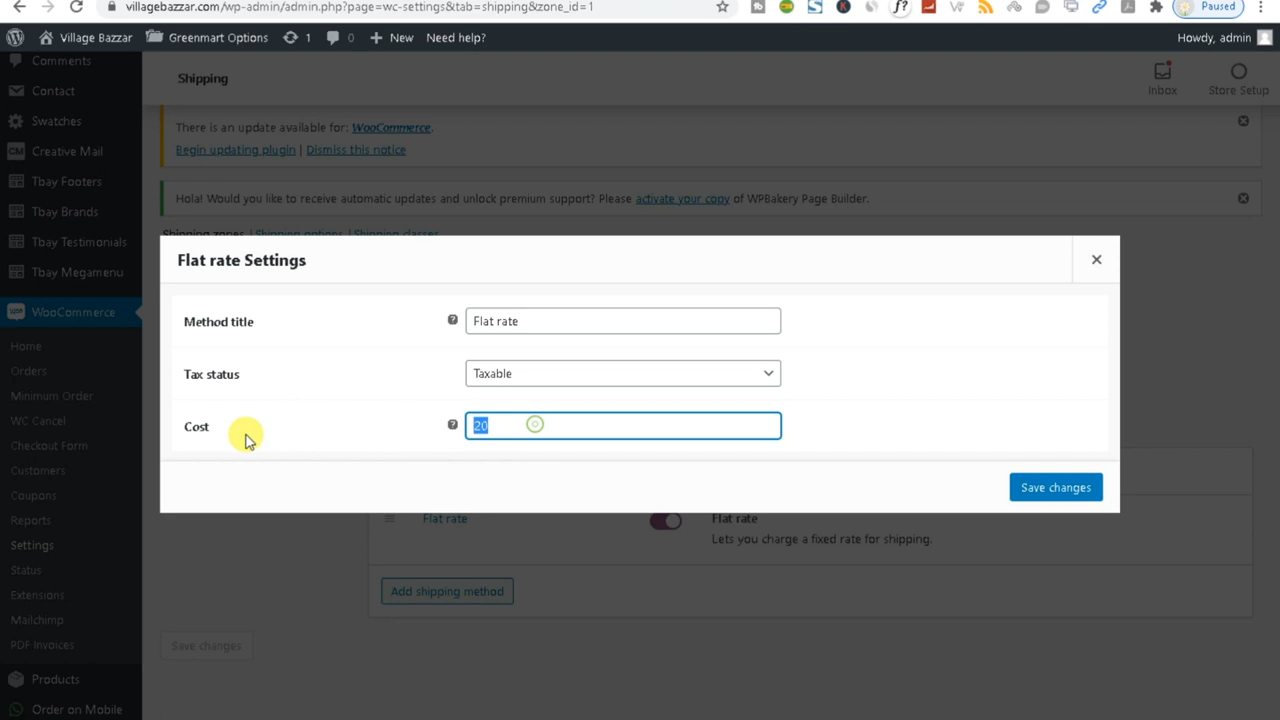 villagebazzar.com/wp-admin/admin.php?page=wc-settings&tab=shipping&zone_id=1
Paused
Village Bazzar
Greenmart Options
1
0
New
Need help?
Howdy, admin
Comments
Contact
Swatches
Creative Mail
Tbay Footers
Tbay Brands
Tbay Testimonials
Tbay Megamenu
WooCommerce
Home
Orders
Minimum Order
WC Cancel
Checkout Form
Customers
Coupons
Reports
Settings
Status
Extensions
Mailchimp
PDF Invoices
Products
Order on Mobile
Shipping
Inbox
Store Setup
There is an update available for: WooCommerce.
Begin updating plugin | Dismiss this notice
Hola! Would you like to receive automatic updates and unlock premium support? Please activate your copy of WPBakery Page Builder.
Shipping zones | Shipping options | Shipping classes
Flat rate Settings
Method title
Flat rate
Tax status
Taxable
Cost
20
Save changes
Flat rate
Flat rate
Lets you charge a fixed rate for shipping.
Add shipping method
Save changes